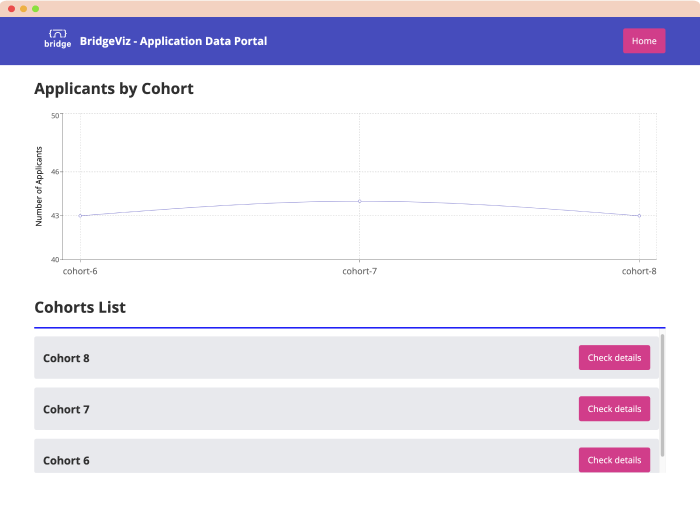 bridge
BridgeViz - Application Data Portal
Home
Applicants by Cohort
Number of Applicants
50
46
43
40
cohort-6
cohort-7
cohort-8
Cohorts List
Cohort 8
Check details
Cohort 7
Check details
Cohort 6
Check details